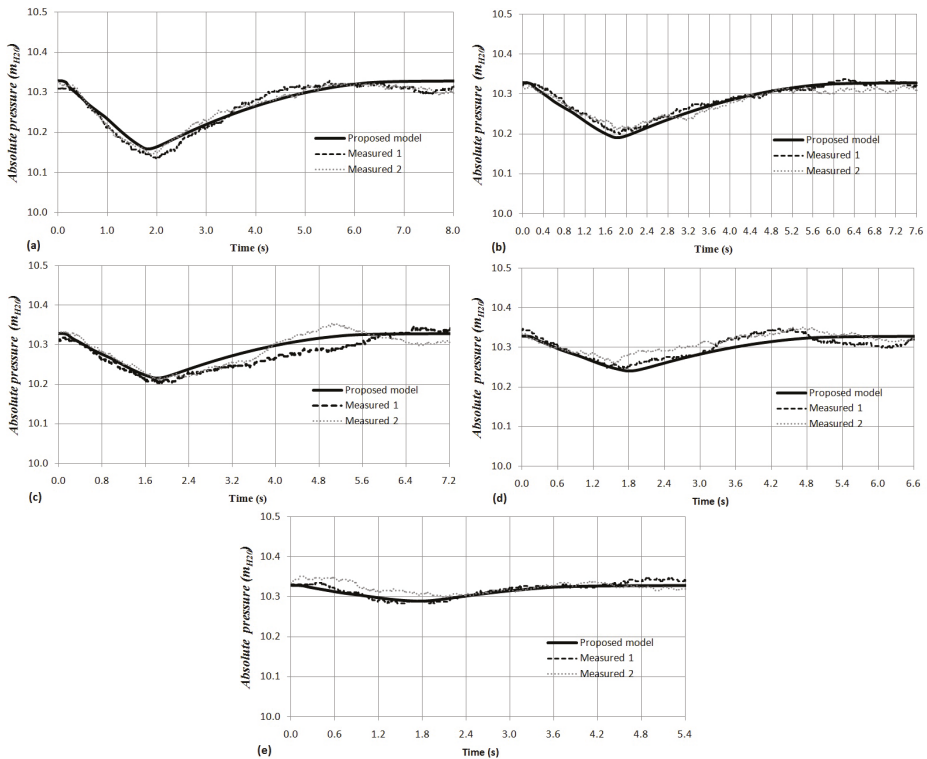 10.5
10.4
10.3
10.2
10.1
10.0
Absolute pressure (mH20)
Proposed model
Measured 1
Measured 2
0.0 1.0 2.0 3.0 4.0 5.0 6.0 7.0 8.0
Time (s)
(a)
10.5
10.4
10.3
10.2
10.1
10.0
Absolute pressure (mH20)
Proposed model
Measured 1
Measured 2
0.0 0.4 0.8 1.2 1.6 2.0 2.4 2.8 3.2 3.6 4.0 4.4 4.8 5.2 5.6 6.0 6.4 6.8 7.2 7.6
Time (s)
(b)
10.5
10.4
10.3
10.2
10.1
10.0
Absolute pressure (mH20)
Proposed model
Measured 1
Measured 2
0.0 0.8 1.6 2.4 3.2 4.0 4.8 5.6 6.4 7.2
Time (s)
(c)
10.5
10.4
10.3
10.2
10.1
10.0
Absolute pressure (mH20)
Proposed model
Measured 1
Measured 2
0.0 0.6 1.2 1.8 2.4 3.0 3.6 4.2 4.8 5.4 6.0 6.6
Time (s)
(d)
10.5
10.4
10.3
10.2
10.1
10.0
Absolute pressure (mH20)
Proposed model
Measured 1
Measured 2
0.0 0.6 1.2 1.8 2.4 3.0 3.6 4.2 4.8 5.4
Time (s)
(e)